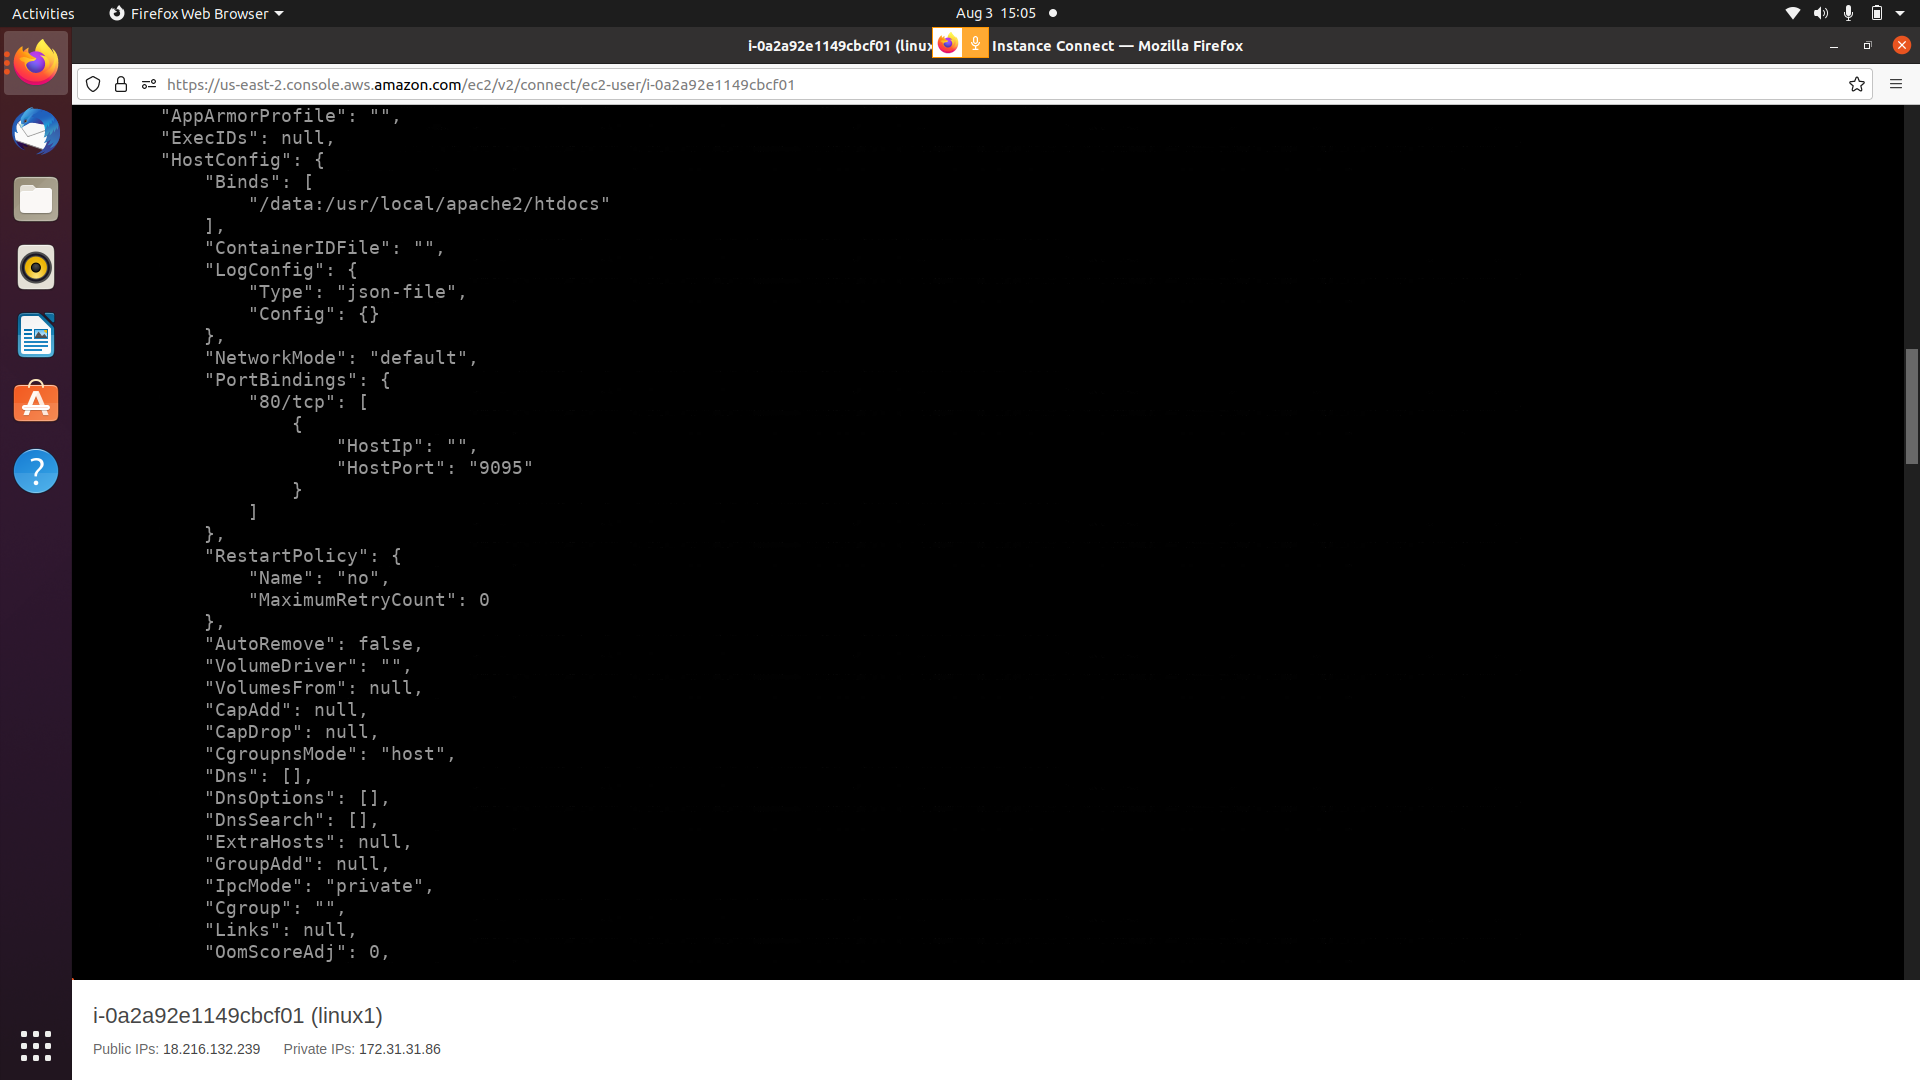 Activities
Firefox Web Browser
Aug 3 15:05
i-0a2a92e1149cbcf01 (linux
Instance Connect — Mozilla Firefox
https://us-east-2.console.aws.amazon.com/ec2/v2/connect/ec2-user/i-0a2a92e1149cbcf01
"AppArmorProfile": "",
"ExecIDs": null,
"HostConfig": {
"Binds": [
"/data:/usr/local/apache2/htdocs"
],
"ContainerIDFile": "",
"LogConfig": {
"Type": "json-file",
"Config": {}
},
"NetworkMode": "default",
"PortBindings": {
"80/tcp": [
{
"HostIp": "",
"HostPort": "9095"
}
]
},
"RestartPolicy": {
"Name": "no",
"MaximumRetryCount": 0
},
"AutoRemove": false,
"VolumeDriver": "",
"VolumesFrom": null,
"CapAdd": null,
"CapDrop": null,
"CgroupnsMode": "host",
"Dns": [],
"DnsOptions": [],
"DnsSearch": [],
"ExtraHosts": null,
"GroupAdd": null,
"IpcMode": "private",
"Cgroup": "",
"Links": null,
"OomScoreAdj": 0,
i-0a2a92e1149cbcf01 (linux1)
Public IPs: 18.216.132.239 Private IPs: 172.31.31.86